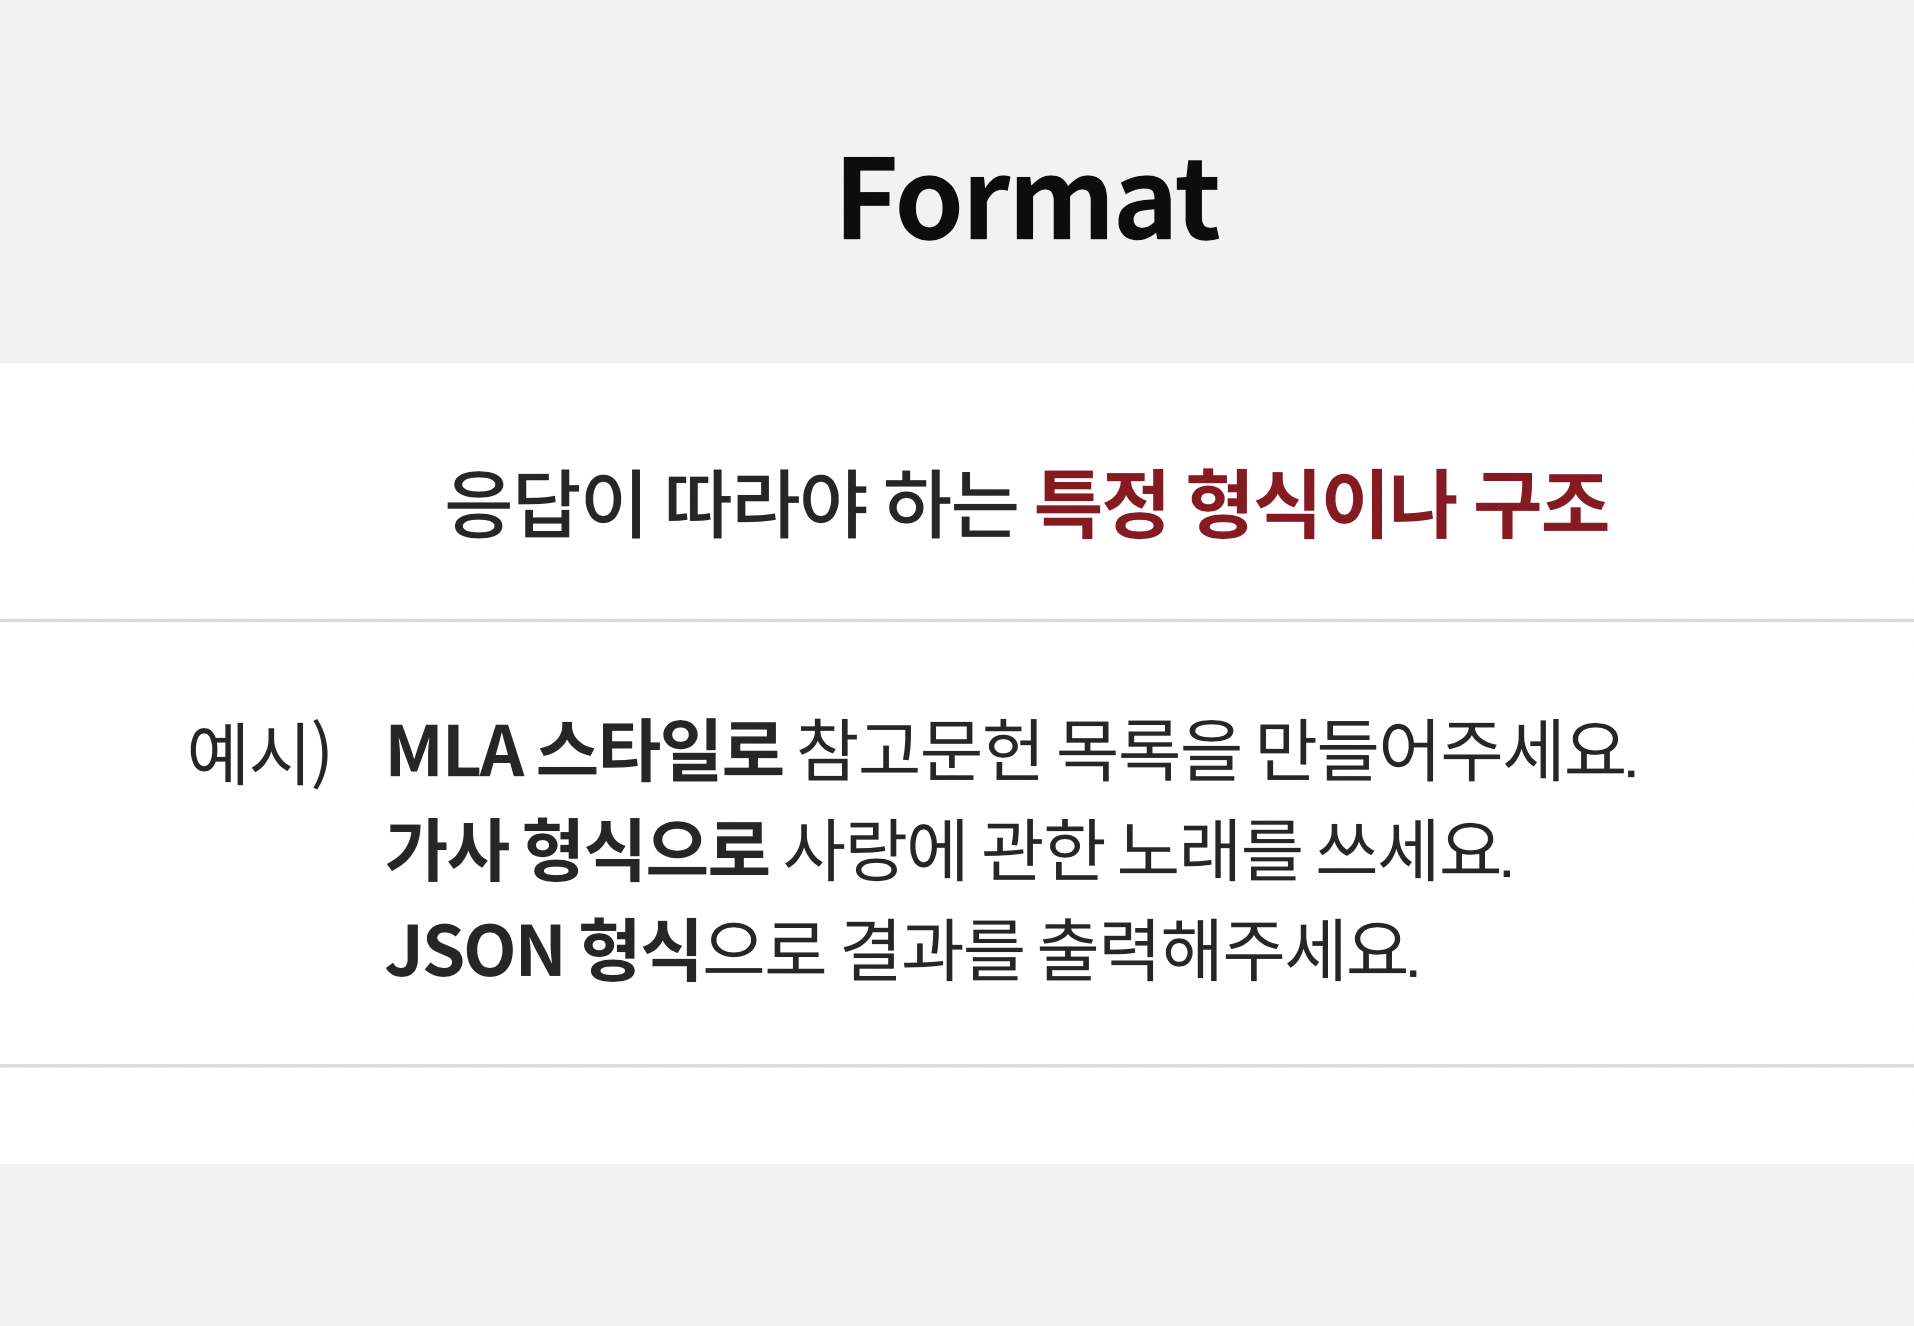 Format
응답이 따라야 하는 특정 형식이나 구조
예시) MLA 스타일로 참고문헌 목록을 만들어주세요.
가사 형식으로 사랑에 관한 노래를 쓰세요.
JSON 형식으로 결과를 출력해주세요.